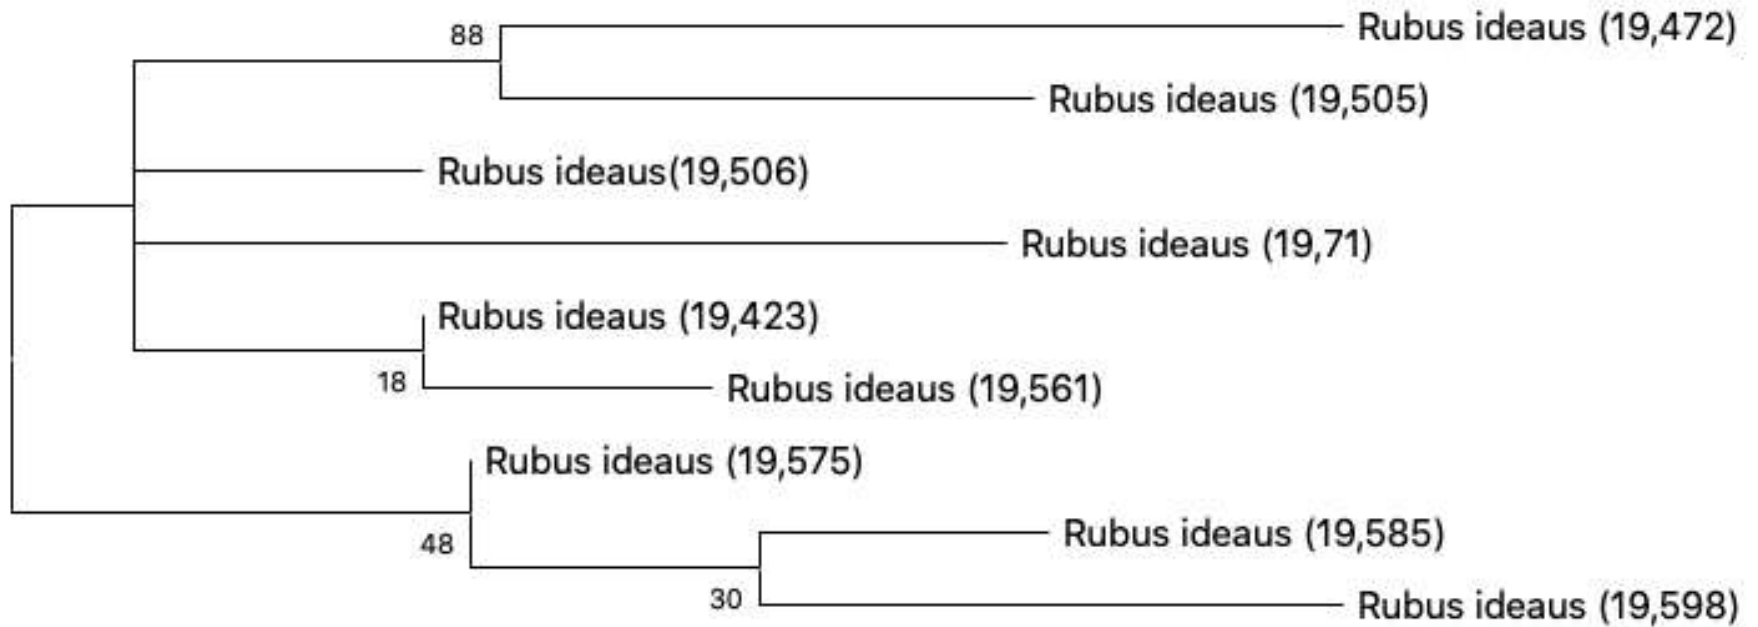 88
Rubus ideaus (19,472)
Rubus ideaus (19,505)
Rubus ideaus(19,506)
Rubus ideaus (19,71)
Rubus ideaus (19,423)
18
Rubus ideaus (19,561)
Rubus ideaus (19,575)
48
Rubus ideaus (19,585)
30
Rubus ideaus (19,598)